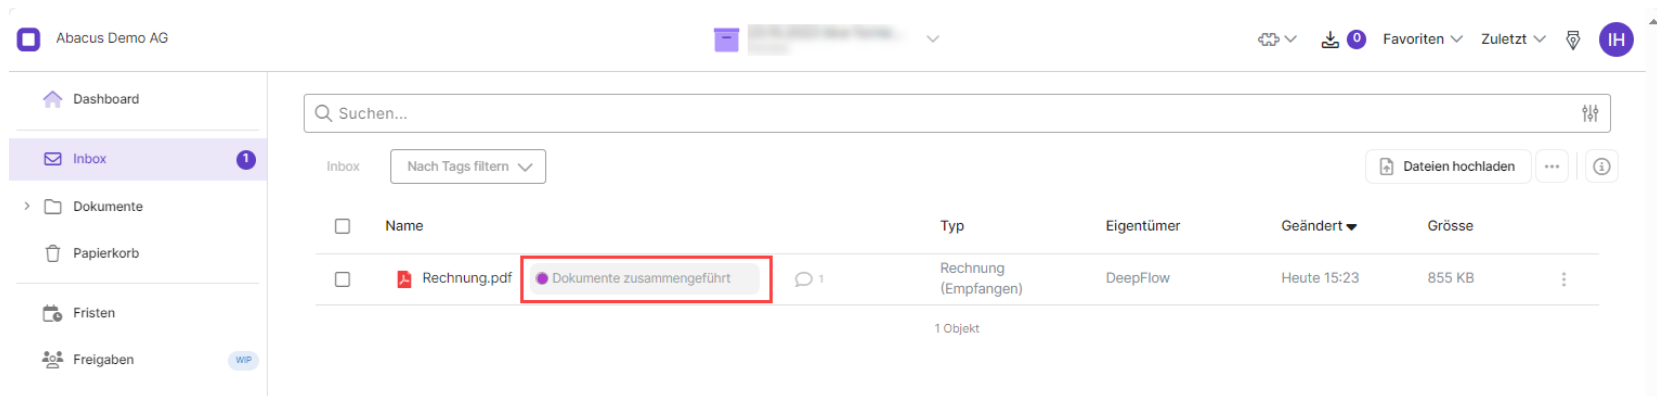 Abacus Demo AG
0 Favoriten Zuletzt IH
Dashboard
Suchen...
Inbox 1
Inbox Nach Tags filtern Dateien hochladen ...
Dokumente
Name Typ Eigentümer Geändert Grösse
Papierkorb
Rechnung.pdf Dokumente zusammengeführt 1 Rechnung (Empfangen) DeepFlow Heute 15:23 855 KB
Fristen
1 Objekt
Freigaben WIP